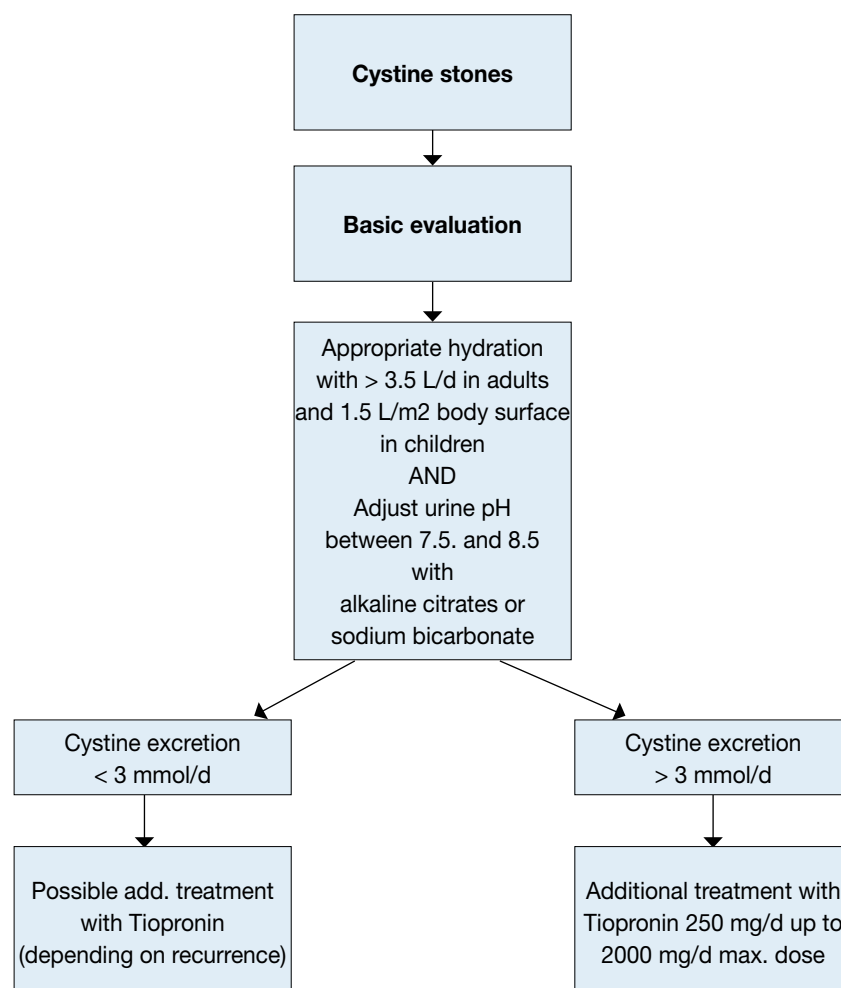 Cystine stones
Basic evaluation
Appropriate hydration
with > 3.5 L/d in adults
and 1.5 L/m2 body surface
in children
AND
Adjust urine pH
between 7.5. and 8.5
with
alkaline citrates or
sodium bicarbonate
Cystine excretion
< 3 mmol/d
Cystine excretion
> 3 mmol/d
Possible add. treatment
with Tiopronin
(depending on recurrence)
Additional treatment with
Tiopronin 250 mg/d up to
2000 mg/d max. dose